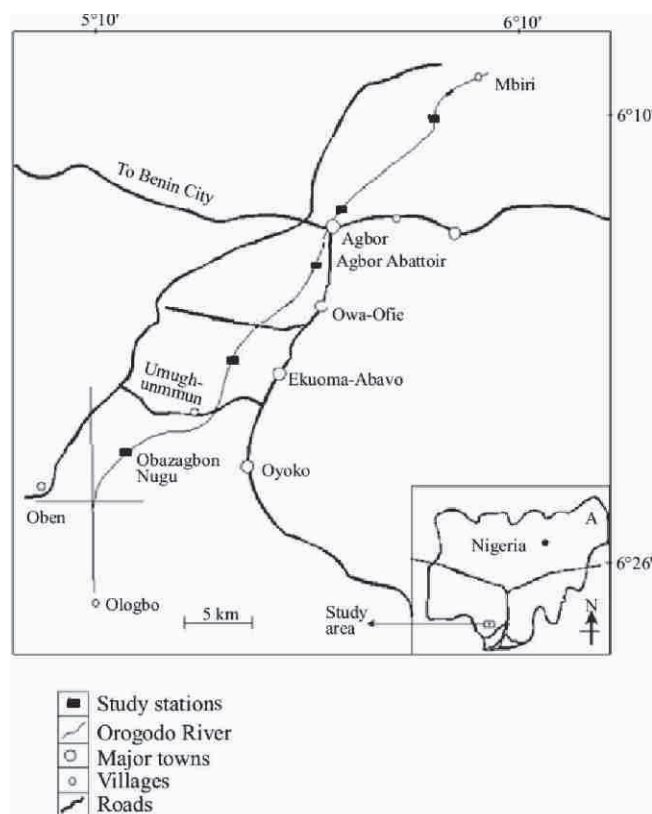 5°10'
6°10'
Mbiri
6°10'
To Benin City
Agbor
Agbor Abattoir
Owa-Ofie
Umugh-
unmmun
Ekuoma-Abavo
Obazagbon
Nugu
Oyoko
Oben
A
Nigeria
6°26'
Ologbo
5 km
Study
area
N
Study stations
Orogodo River
Major towns
Villages
Roads